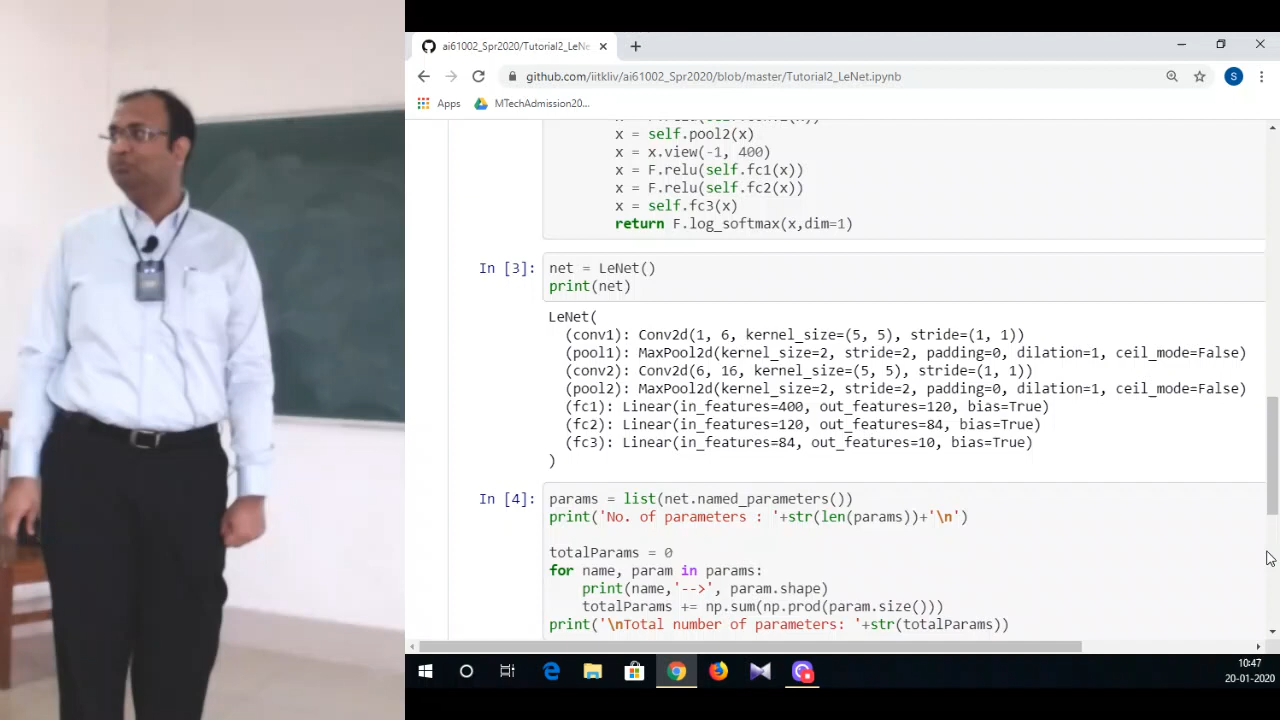 ai61002_Spr2020/Tutorial2_LeNe
github.com/iitkliv/ai61002_Spr2020/blob/master/Tutorial2_LeNet.ipynb
S
Apps
MTechAdmission20...
x = self.pool2(x)
x = x.view(-1, 400)
x = F.relu(self.fc1(x))
x = F.relu(self.fc2(x))
x = self.fc3(x)
return F.log_softmax(x,dim=1)
In [3]: net = LeNet()
print(net)
LeNet(
(conv1): Conv2d(1, 6, kernel_size=(5, 5), stride=(1, 1))
(pool1): MaxPool2d(kernel_size=2, stride=2, padding=0, dilation=1, ceil_mode=False)
(conv2): Conv2d(6, 16, kernel_size=(5, 5), stride=(1, 1))
(pool2): MaxPool2d(kernel_size=2, stride=2, padding=0, dilation=1, ceil_mode=False)
(fc1): Linear(in_features=400, out_features=120, bias=True)
(fc2): Linear(in_features=120, out_features=84, bias=True)
(fc3): Linear(in_features=84, out_features=10, bias=True)
)
In [4]: params = list(net.named_parameters())
print('No. of parameters : '+str(len(params))+'\n')
totalParams = 0
for name, param in params:
print(name,'-->', param.shape)
totalParams += np.sum(np.prod(param.size()))
print('\nTotal number of parameters: '+str(totalParams))
10:47
20-01-2020